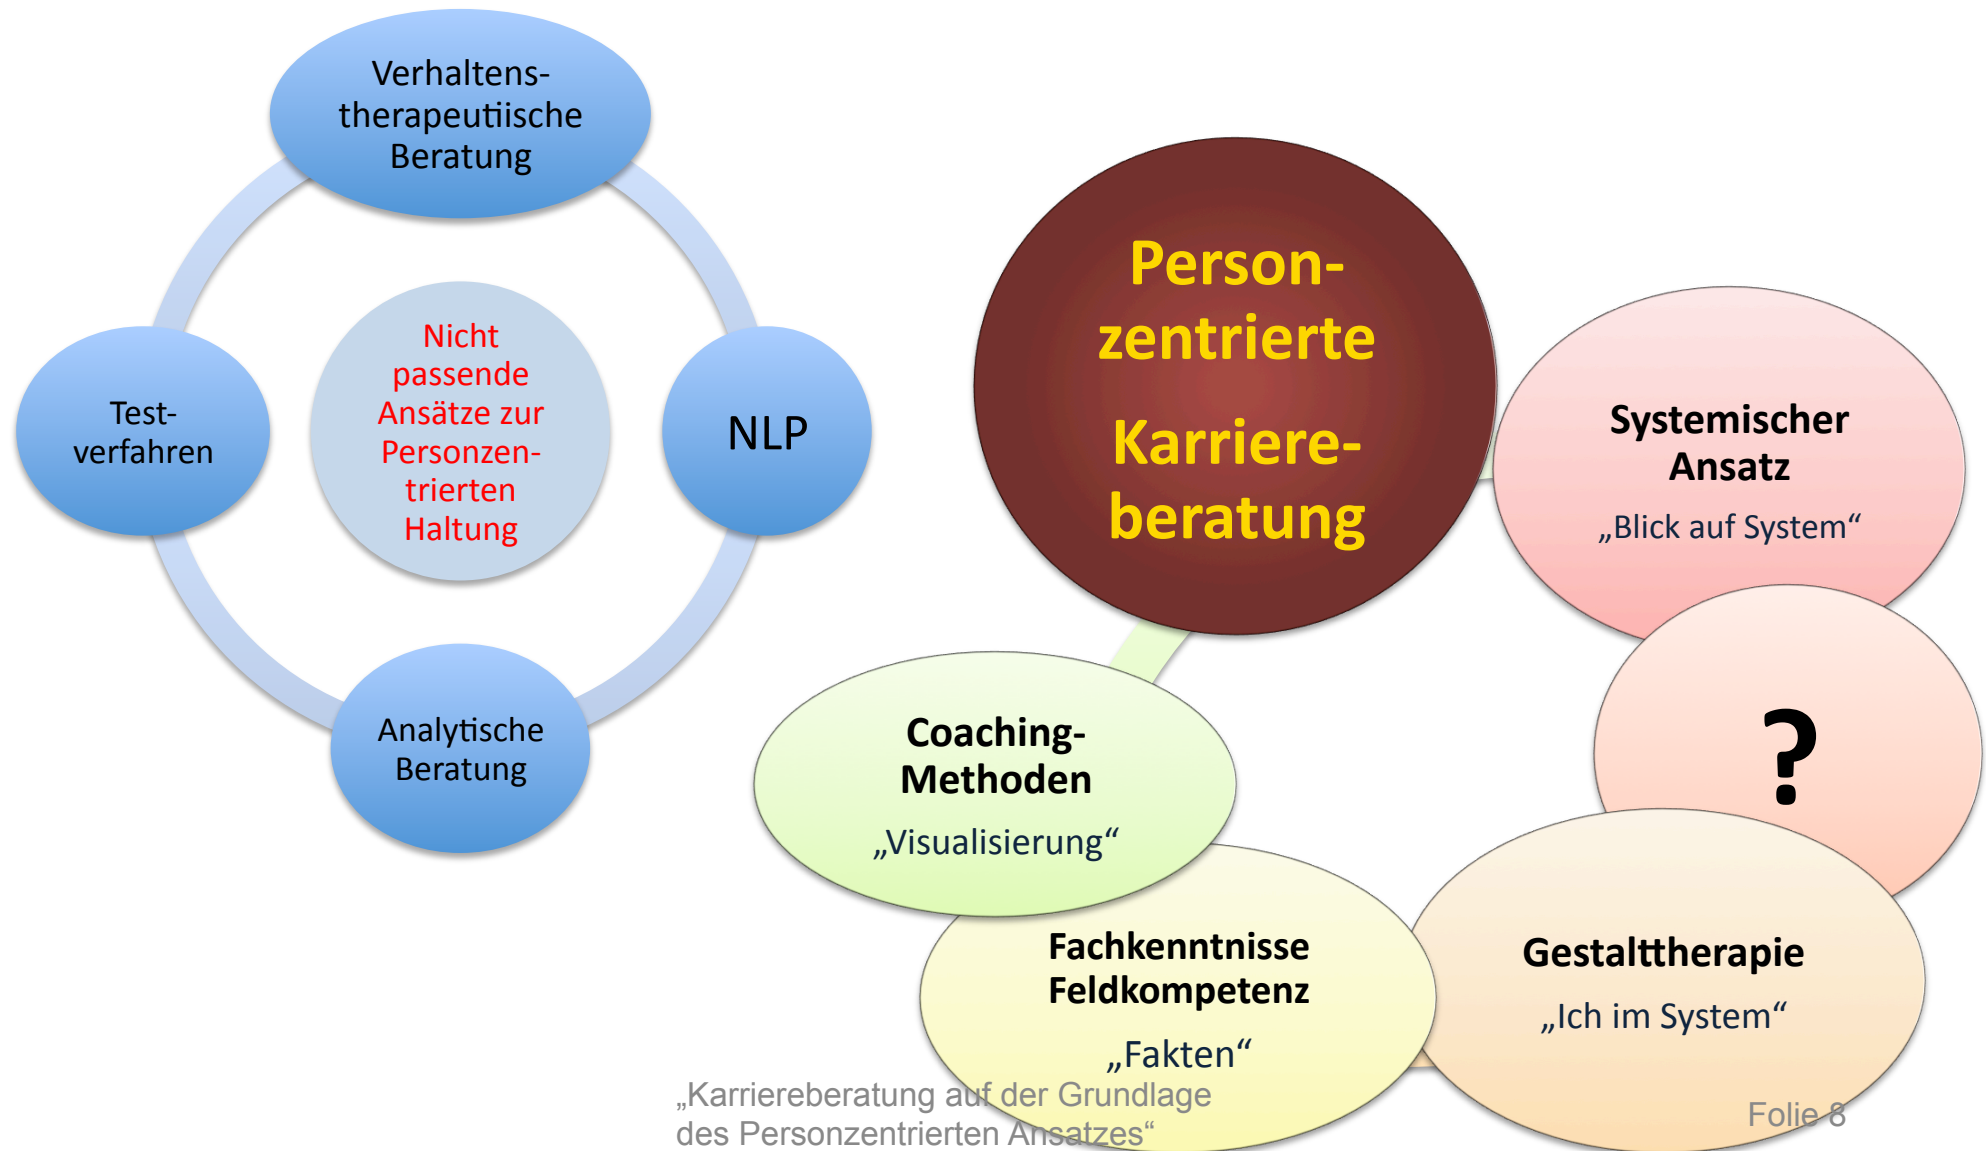 Verhaltens-
therapeutiische
Beratung
Test-
verfahren
Nicht
passende
Ansätze zur
Personzen-
trierten
Haltung
NLP
Analytische
Beratung
Person-
zentrierte
Karriere-
beratung
Systemischer
Ansatz
„Blick auf System“
?
Gestalttherapie
„Ich im System“
Fachkenntnisse
Feldkompetenz
„Fakten“
Coaching-
Methoden
„Visualisierung“
„Karriereberatung auf der Grundlage
des Personzentrierten Ansatzes“
Folie 8